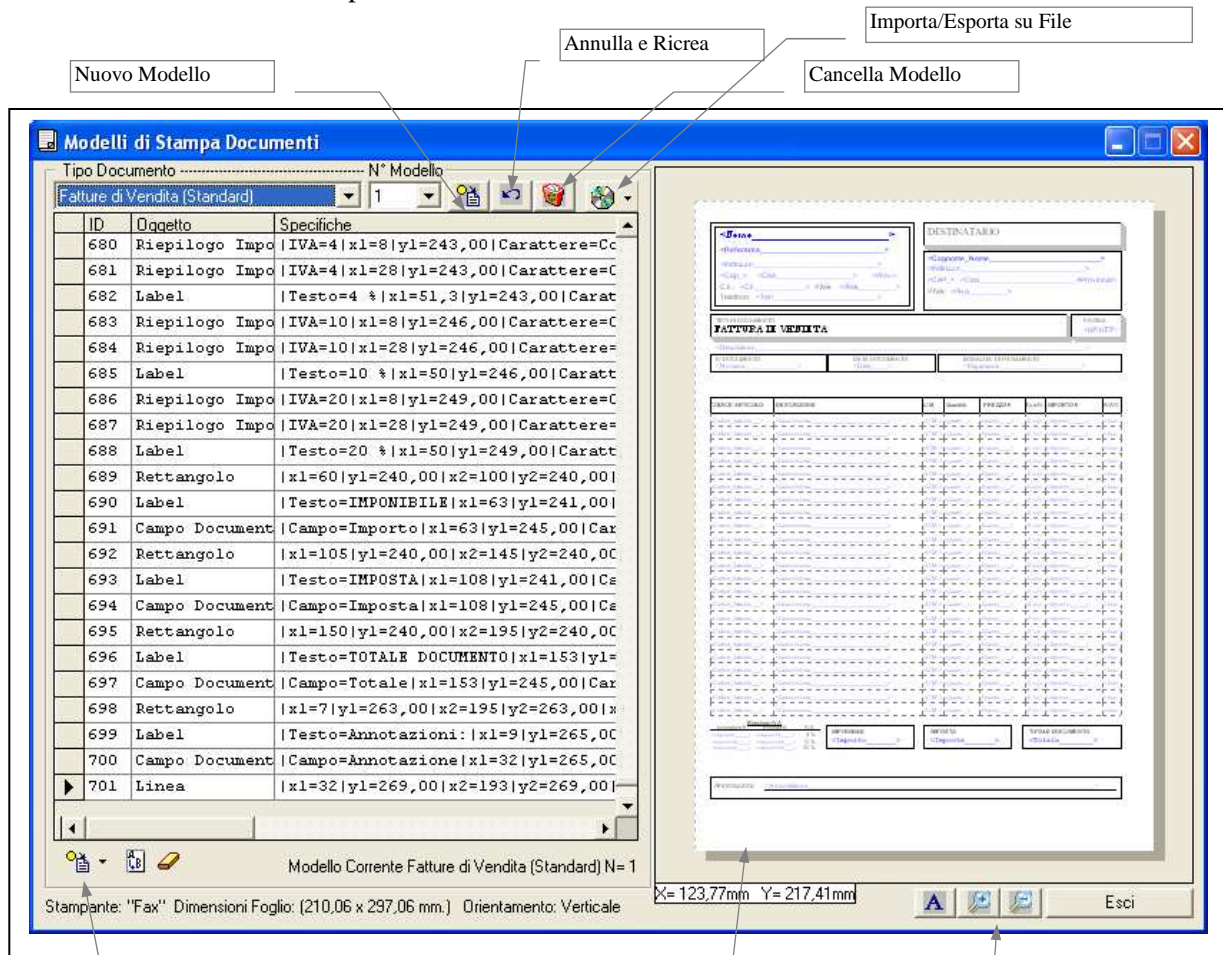 Importa/Esporta su File
Annulla e Ricrea
Nuovo Modello
Cancella Modello
Modelli di Stampa Documenti
Tipo Documento N° Modello
Fatture di Vendita (Standard) 1
ID Oggetto Specifiche
680 Riepilogo Impo |IVA=4|x1=8|y1=243,00|Carattere=Co
681 Riepilogo Impo |IVA=4|x1=28|y1=243,00|Carattere=C
682 Label |Testo=4 %|x1=51,3|y1=243,00|Carat
683 Riepilogo Impo |IVA=10|x1=8|y1=246,00|Carattere=C
684 Riepilogo Impo |IVA=10|x1=28|y1=246,00|Carattere=
685 Label |Testo=10 %|x1=50|y1=246,00|Caratt
686 Riepilogo Impo |IVA=20|x1=8|y1=249,00|Carattere=C
687 Riepilogo Impo |IVA=20|x1=28|y1=249,00|Carattere=
688 Label |Testo=20 %|x1=50|y1=249,00|Caratt
689 Rettangolo |x1=60|y1=240,00|x2=100|y2=240,00|
690 Label |Testo=IMPONIBILE|x1=63|y1=241,00|
691 Campo Document |Campo=Importo|x1=63|y1=245,00|Car
692 Rettangolo |x1=105|y1=240,00|x2=145|y2=240,00
693 Label |Testo=IMPOSTA|x1=108|y1=241,00|Ca
694 Campo Document |Campo=Imposta|x1=108|y1=245,00|Ca
695 Rettangolo |x1=150|y1=240,00|x2=195|y2=240,00
696 Label |Testo=TOTALE DOCUMENTO|x1=153|y1=
697 Campo Document |Campo=Totale|x1=153|y1=245,00|Car
698 Rettangolo |x1=7|y1=263,00|x2=195|y2=263,00|x
699 Label |Testo=Annotazioni:|x1=9|y1=265,00
700 Campo Document |Campo=Annotazione|x1=32|y1=265,00
701 Linea |x1=32|y1=269,00|x2=193|y2=269,00|
Modello Corrente Fatture di Vendita (Standard) N= 1
Stampante: "Fax" Dimensioni Foglio: (210,06 x 297,06 mm.) Orientamento: Verticale
DESTINATARIO
FATTURA DI VENDITA
CODICE ARTICOLO DESCRIZIONE
TOTALE DOCUMENTO
X= 123,77mm Y= 217,41mm
A
Esci